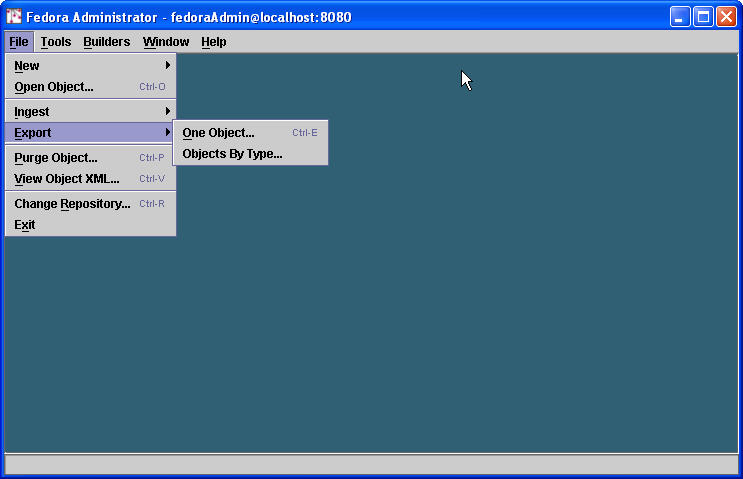 Fedora Administrator - fedoraAdmin@localhost:8080
File Tools Builders Window Help
New
Open Object... Ctrl-O
Ingest
Export
One Object... Ctrl-E
Objects By Type...
Purge Object... Ctrl-P
View Object XML... Ctrl-V
Change Repository... Ctrl-R
Exit